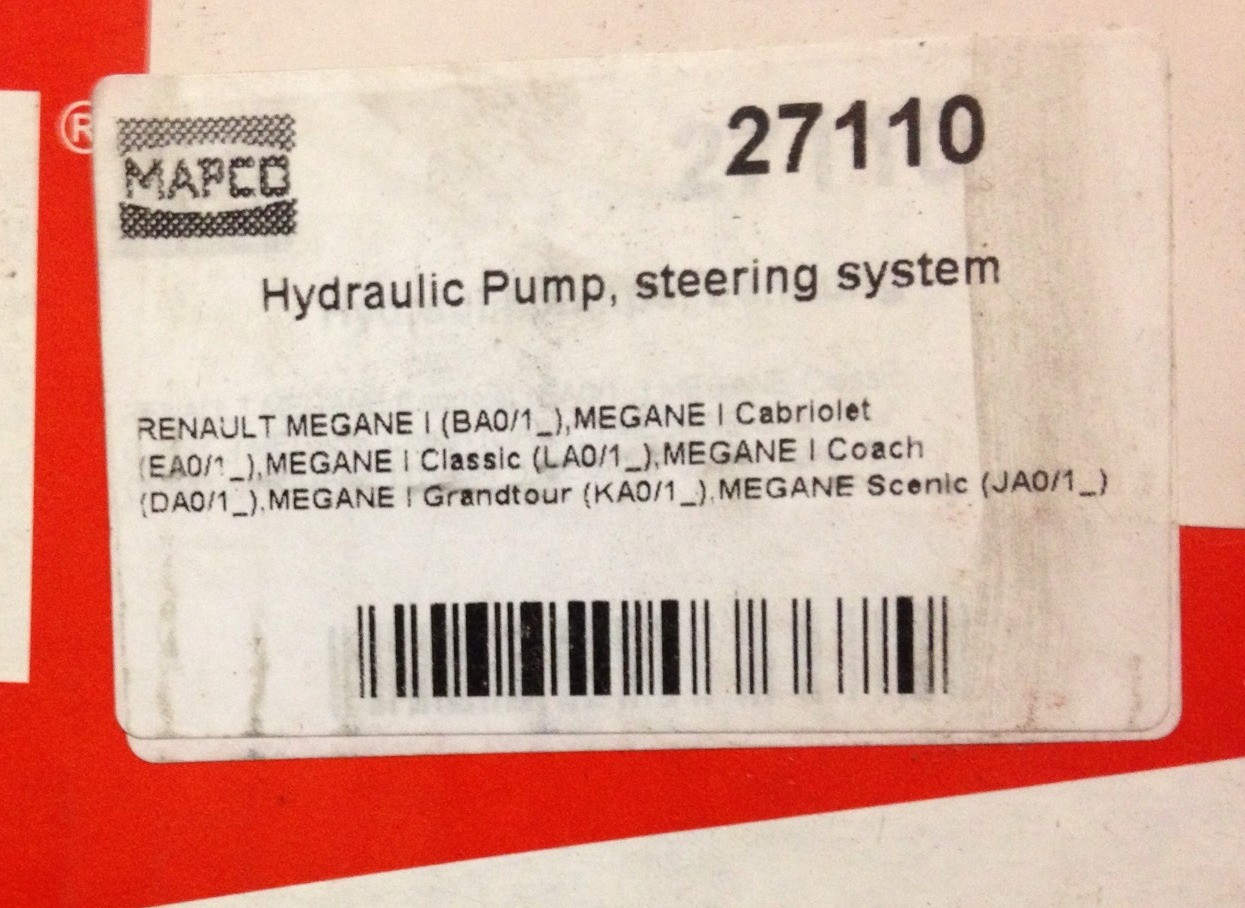 ®
MAPCO
27110
Hydraulic Pump, steering system
RENAULT MEGANE I (BA0/1_),MEGANE I Cabriolet
(EA0/1_),MEGANE I Classic (LA0/1_),MEGANE I Coach
(DA0/1_),MEGANE I Grandtour (KA0/1_),MEGANE Scenic (JA0/1_)